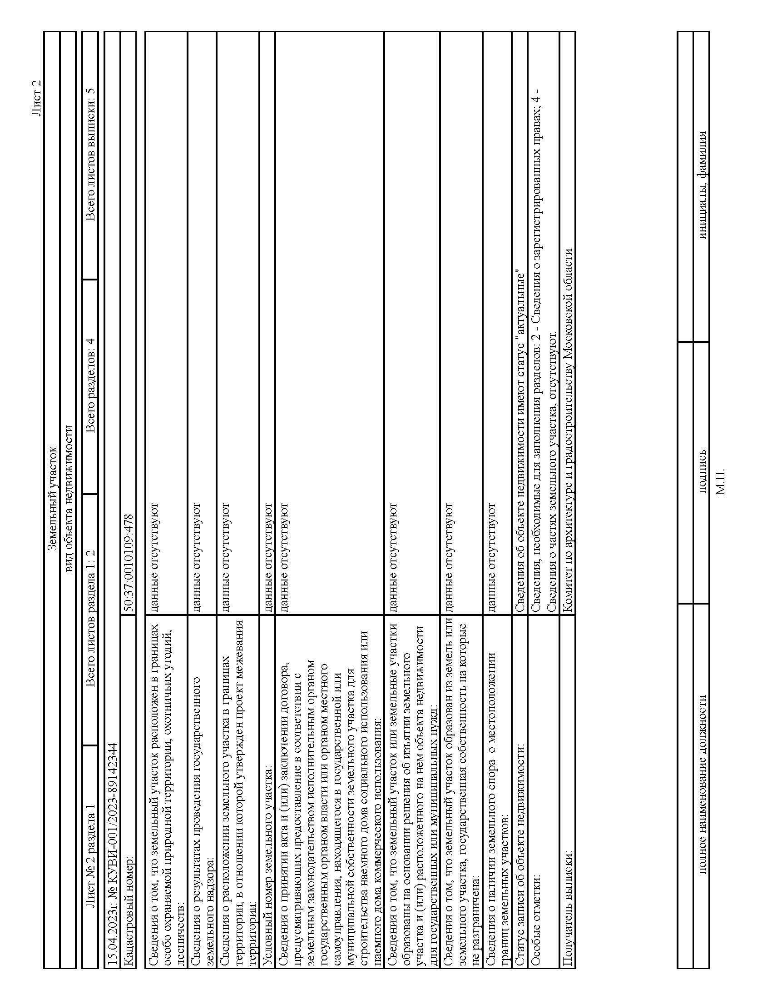 Лист 2
Земельный участок
вид объекта недвижимости
Лист № 2 раздела 1
Всего листов раздела 1: 2
Всего разделов: 4
Всего листов выписки: 5
15.04.2023г. № КУВИ-001/2023-89142344
Кадастровый номер:
50:37:0010109:478
Сведения о том, что земельный участок расположен в границах
особо охраняемой природной территории, охотничьих угодий,
лесничеств:
данные отсутствуют
Сведения о результатах проведения государственного
земельного надзора:
данные отсутствуют
Сведения о расположении земельного участка в границах
территории, в отношении которой утвержден проект межевания
территории:
данные отсутствуют
Условный номер земельного участка:
данные отсутствуют
Сведения о принятии акта и (или) заключении договора,
предусматривающих предоставление в соответствии с
земельным законодательством исполнительным органом
государственным органом власти или органом местного
самоуправления, находящегося в государственной или
муниципальной собственности земельного участка для
строительства наемного дома социального использования или
наемного дома коммерческого использования:
данные отсутствуют
Сведения о том, что земельный участок или земельные участки
образованы на основании решения об изъятии земельного
участка и (или) расположенного на нем объекта недвижимости
для государственных или муниципальных нужд:
данные отсутствуют
Сведения о том, что земельный участок образован из земель или
земельного участка, государственная собственность на которые
не разграничена:
данные отсутствуют
Сведения о наличии земельного спора о местоположении
границ земельных участков:
данные отсутствуют
Статус записи об объекте недвижимости:
Сведения об объекте недвижимости имеют статус "актуальные"
Особые отметки:
Сведения, необходимые для заполнения разделов: 2 - Сведения о зарегистрированных правах; 4 -
Сведения о частях земельного участка, отсутствуют.
Получатель выписки:
Комитет по архитектуре и градостроительству Московской области
полное наименование должности
подпись
инициалы, фамилия
М.П.